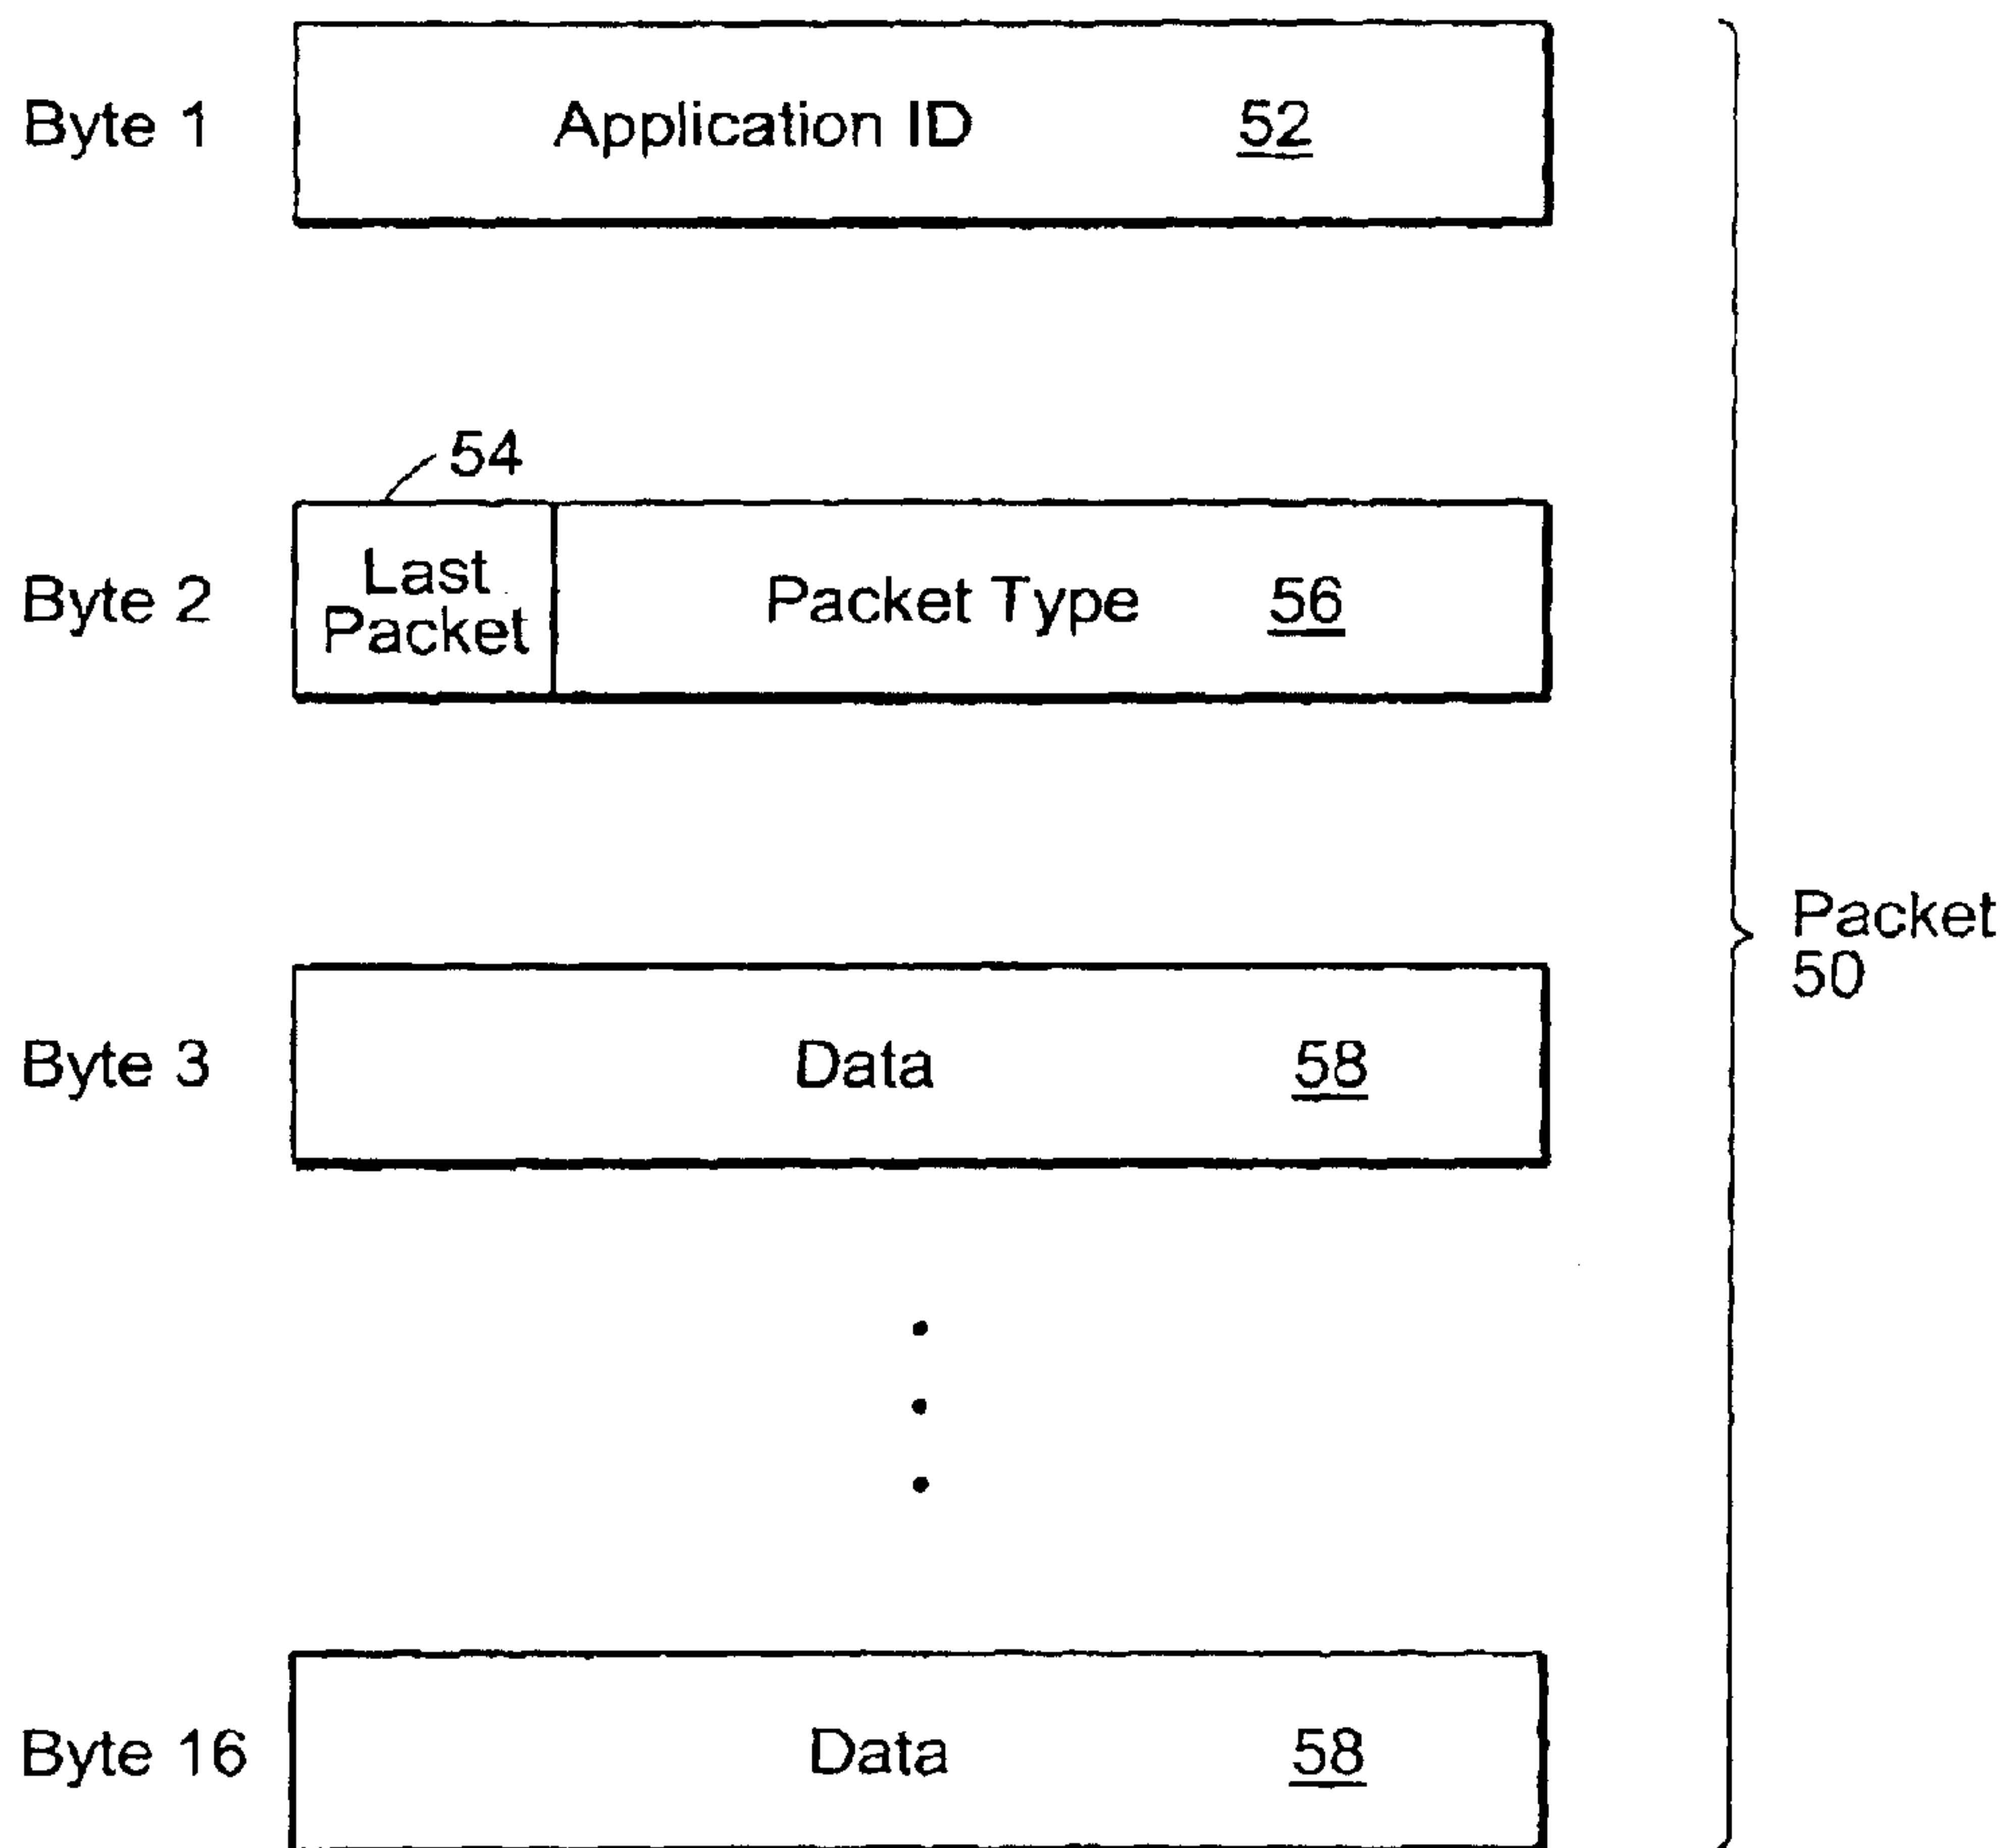 Byte 1
Application ID 52
54
Byte 2
Last
Packet
Packet Type 56
Packet
50
Byte 3
Data 58
Byte 16
Data 58